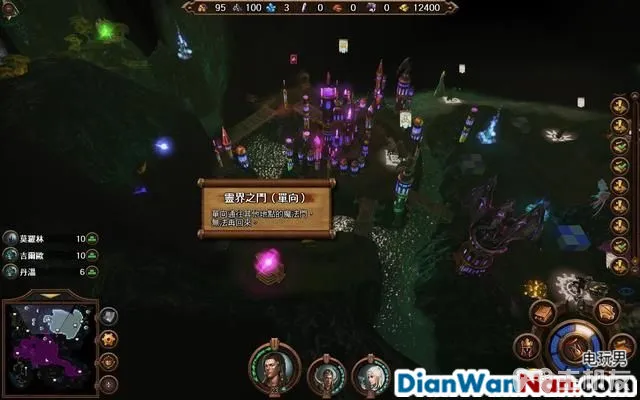 95 100 3 0 0 0 12400
靈界之門（單向）
單向通往其他地點的魔法門，
無法再回來。
莫羅林 10
吉爾歐 10
丹溫 6
电玩男
DianWanNan.com